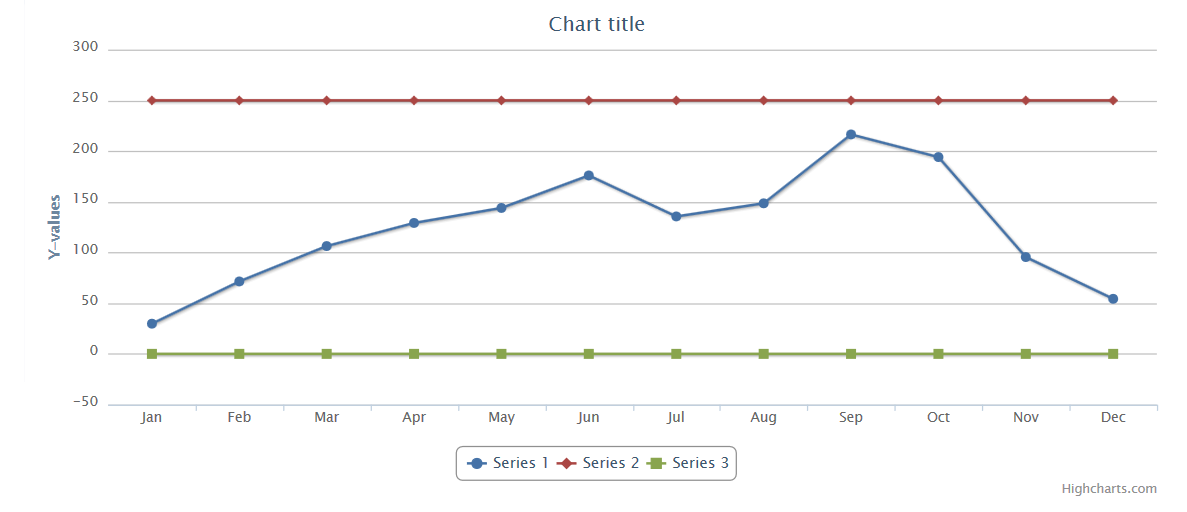 Chart title
300
250
200
150
100
50
0
-50
Y-values
Jan Feb Mar Apr May Jun Jul Aug Sep Oct Nov Dec
Series 1 Series 2 Series 3
Highcharts.com